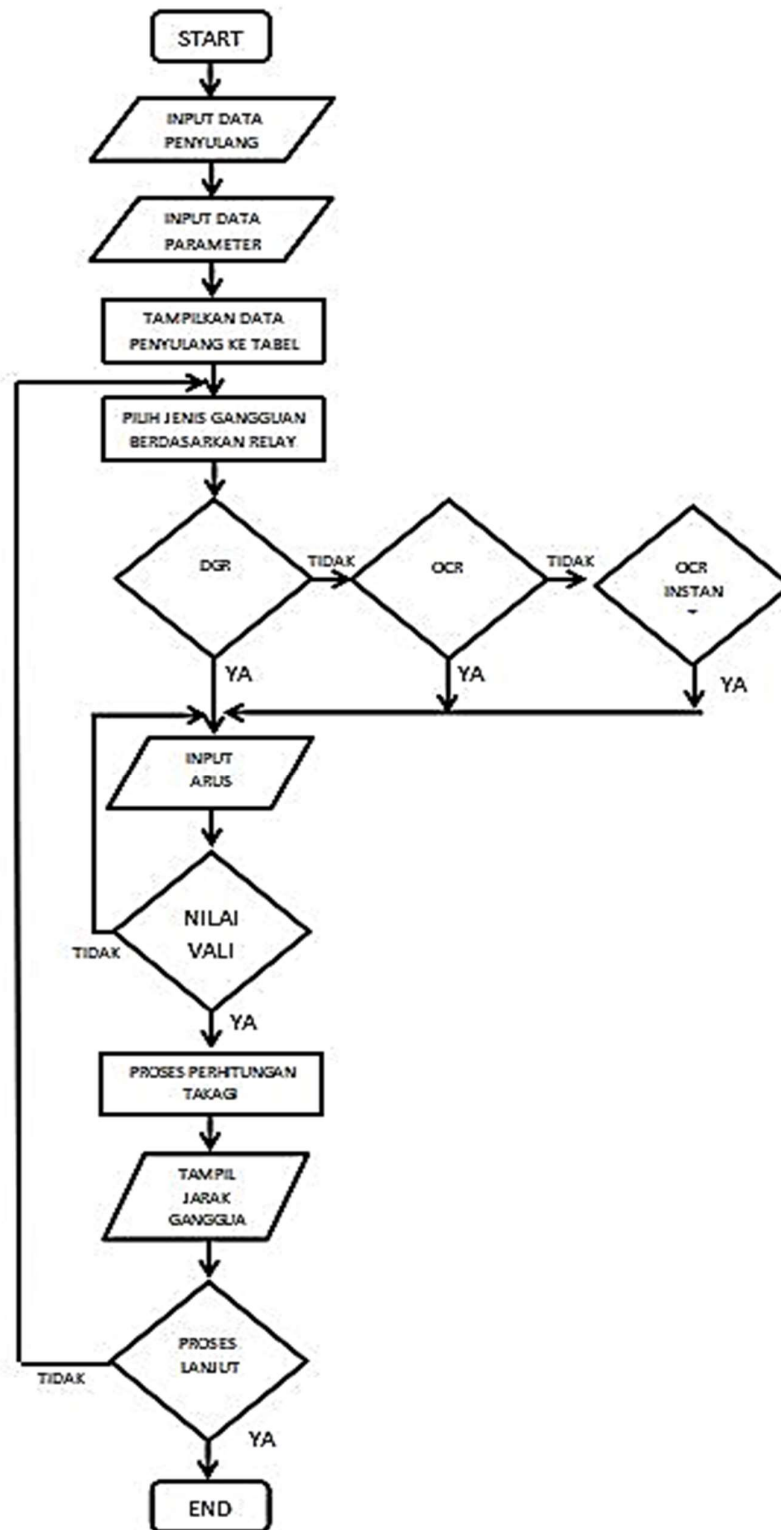 START
INPUT DATA
PENYULANG
INPUT DATA
PARAMETER
TAMPILKAN DATA
PENYULANG KE TABEL
PILIH JENIS GANGGUAN
BERDASARKAN RELAY
DGR
TIDAK
OCR
TIDAK
OCR
INSTAN
YA
YA
YA
INPUT
ARUS
NILAI
VALI
TIDAK
YA
PROSES PERHITUNGAN
TAKAGI
TAMPIL
JARAK
GANGGUA
PROSES
LANJUT
TIDAK
YA
END